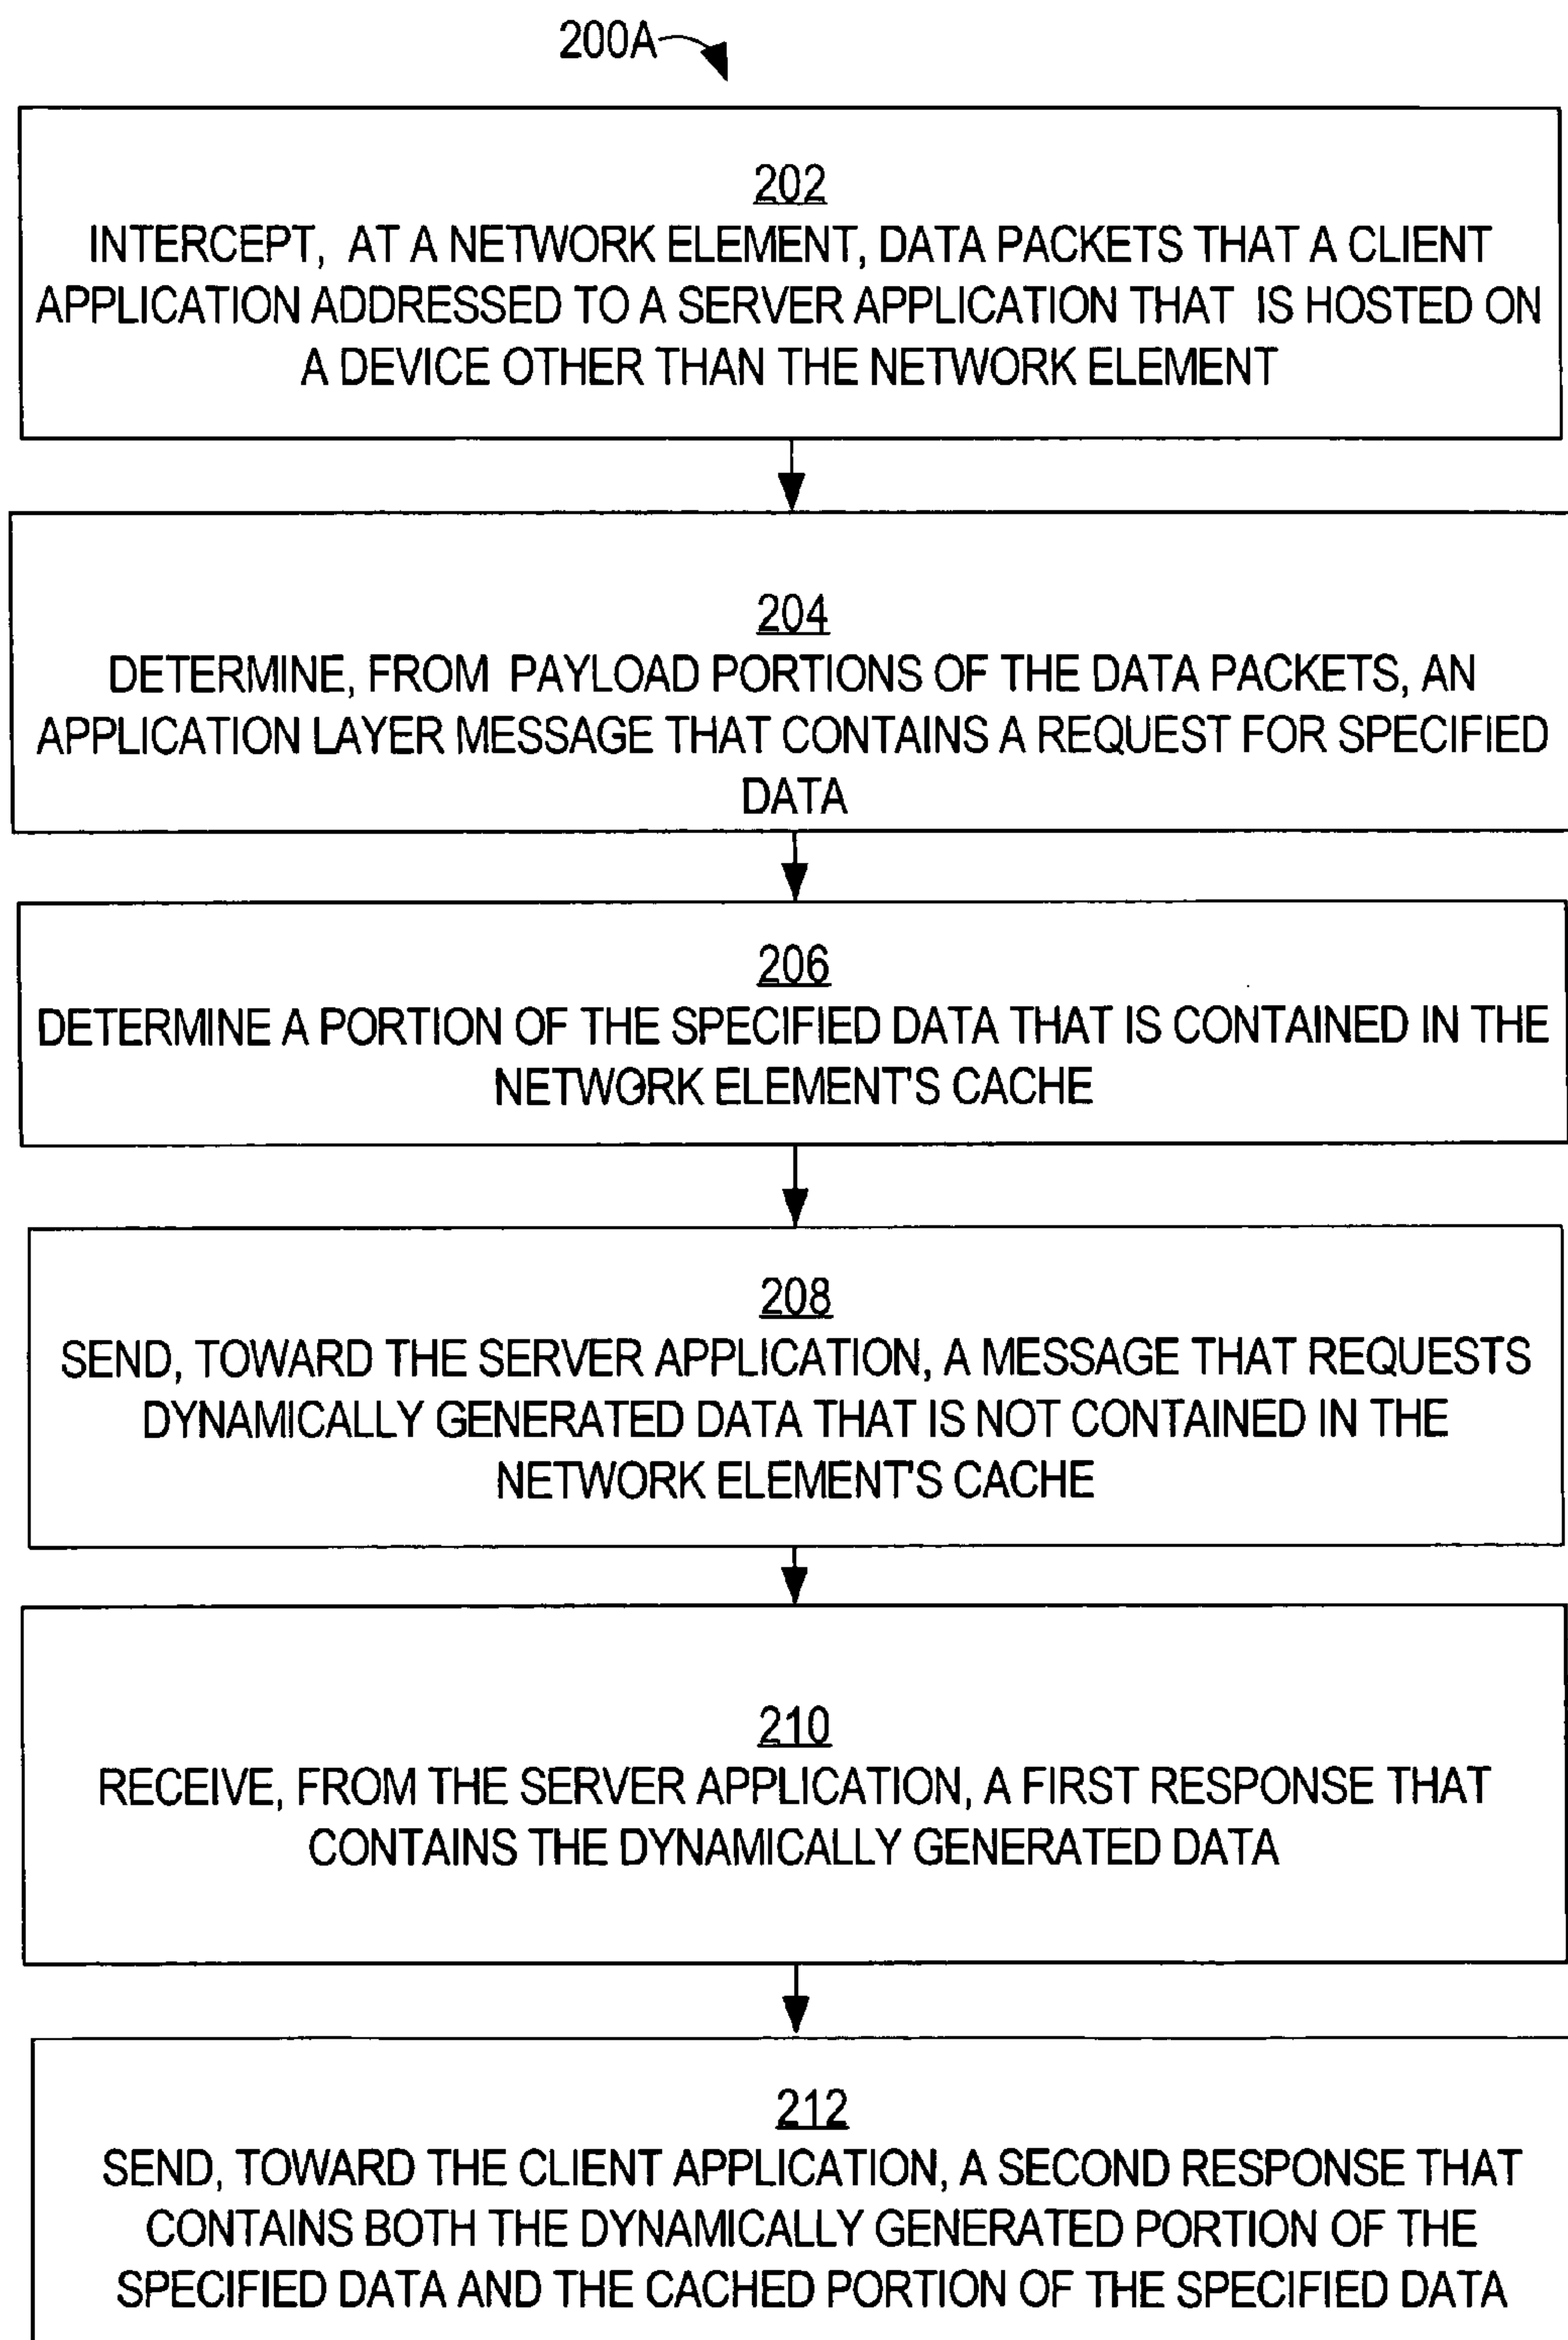 200A
202
INTERCEPT, AT A NETWORK ELEMENT, DATA PACKETS THAT A CLIENT
APPLICATION ADDRESSED TO A SERVER APPLICATION THAT IS HOSTED ON
A DEVICE OTHER THAN THE NETWORK ELEMENT
204
DETERMINE, FROM PAYLOAD PORTIONS OF THE DATA PACKETS, AN
APPLICATION LAYER MESSAGE THAT CONTAINS A REQUEST FOR SPECIFIED
DATA
206
DETERMINE A PORTION OF THE SPECIFIED DATA THAT IS CONTAINED IN THE
NETWORK ELEMENT'S CACHE
208
SEND, TOWARD THE SERVER APPLICATION, A MESSAGE THAT REQUESTS
DYNAMICALLY GENERATED DATA THAT IS NOT CONTAINED IN THE
NETWORK ELEMENT'S CACHE
210
RECEIVE, FROM THE SERVER APPLICATION, A FIRST RESPONSE THAT
CONTAINS THE DYNAMICALLY GENERATED DATA
212
SEND, TOWARD THE CLIENT APPLICATION, A SECOND RESPONSE THAT
CONTAINS BOTH THE DYNAMICALLY GENERATED PORTION OF THE
SPECIFIED DATA AND THE CACHED PORTION OF THE SPECIFIED DATA